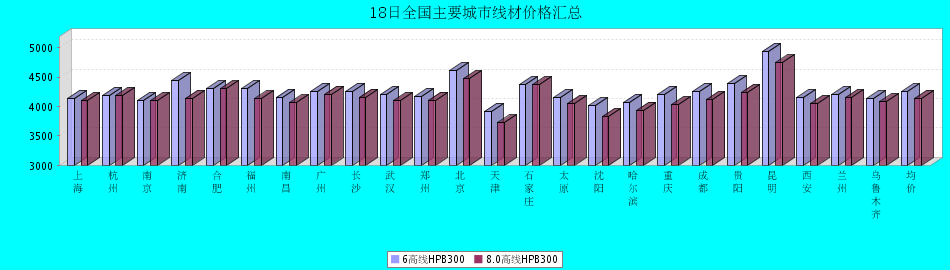 18日全国主要城市线材价格汇总
5000
4500
4000
3500
3000
上海 杭州 南京 济南 合肥 福州 南昌 广州 长沙 武汉 郑州 北京 天津 石家庄 太原 沈阳 哈尔滨 重庆 成都 贵阳 昆明 西安 兰州 乌鲁木齐 均价
6高线HPB300 8.0高线HPB300